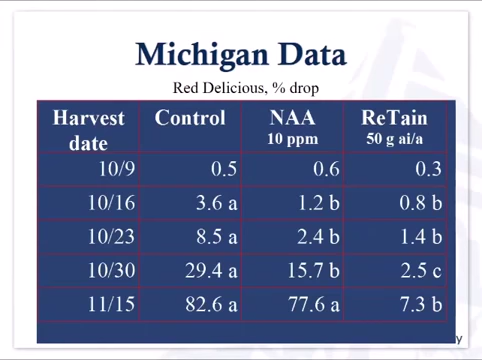 Michigan Data
Red Delicious, % drop
Harvest date Control NAA 10 ppm ReTain 50 g ai/a
10/9 0.5 0.6 0.3
10/16 3.6 a 1.2 b 0.8 b
10/23 8.5 a 2.4 b 1.4 b
10/30 29.4 a 15.7 b 2.5 c
11/15 82.6 a 77.6 a 7.3 b